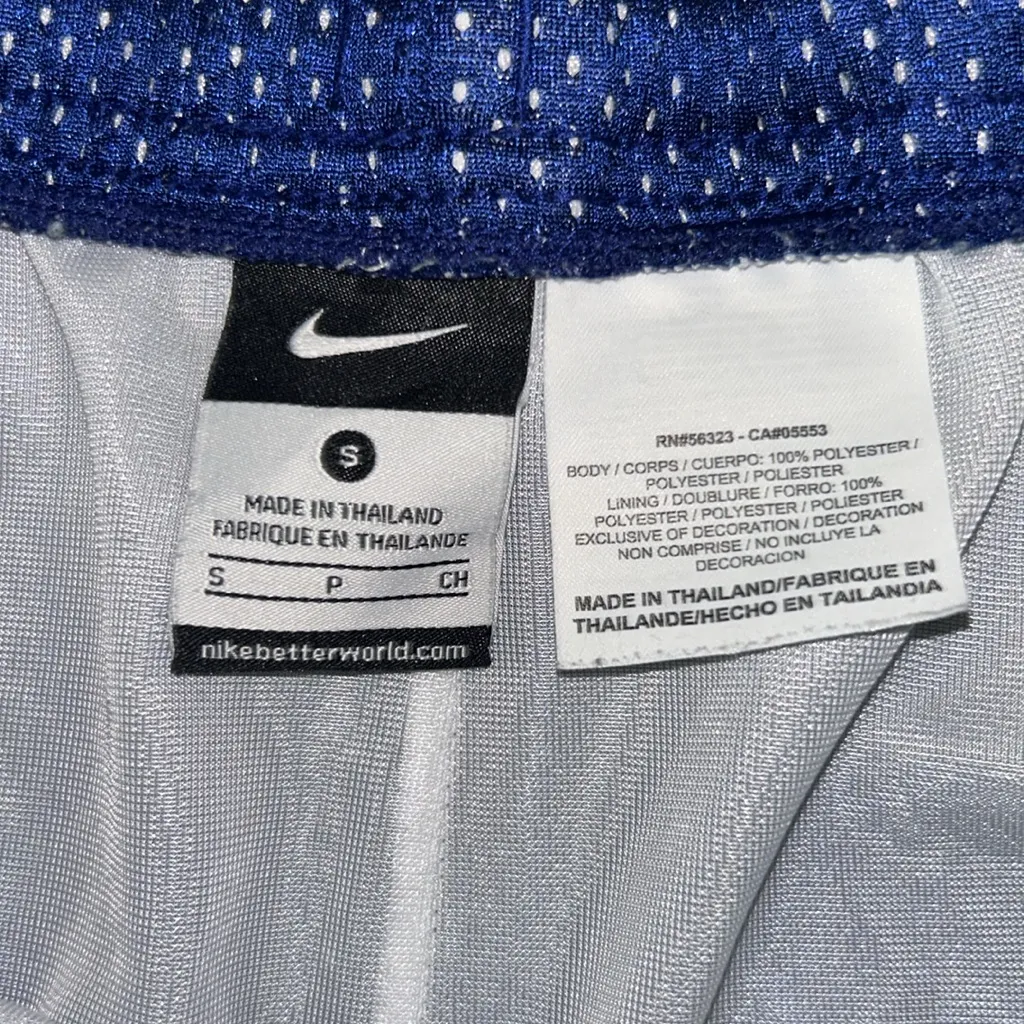 S
MADE IN THAILAND
FABRIQUE EN THAILANDE
S P CH
nikebetterworld.com
RN#56323 - CA#05553
BODY / CORPS / CUERPO: 100% POLYESTER /
POLYESTER / POLIESTER
LINING / DOUBLURE / FORRO: 100%
POLYESTER / POLYESTER / POLIESTER
EXCLUSIVE OF DECORATION / DECORATION
NON COMPRISE / NO INCLUYE LA
DECORACION
MADE IN THAILAND/FABRIQUE EN
THAILANDE/HECHO EN TAILANDIA